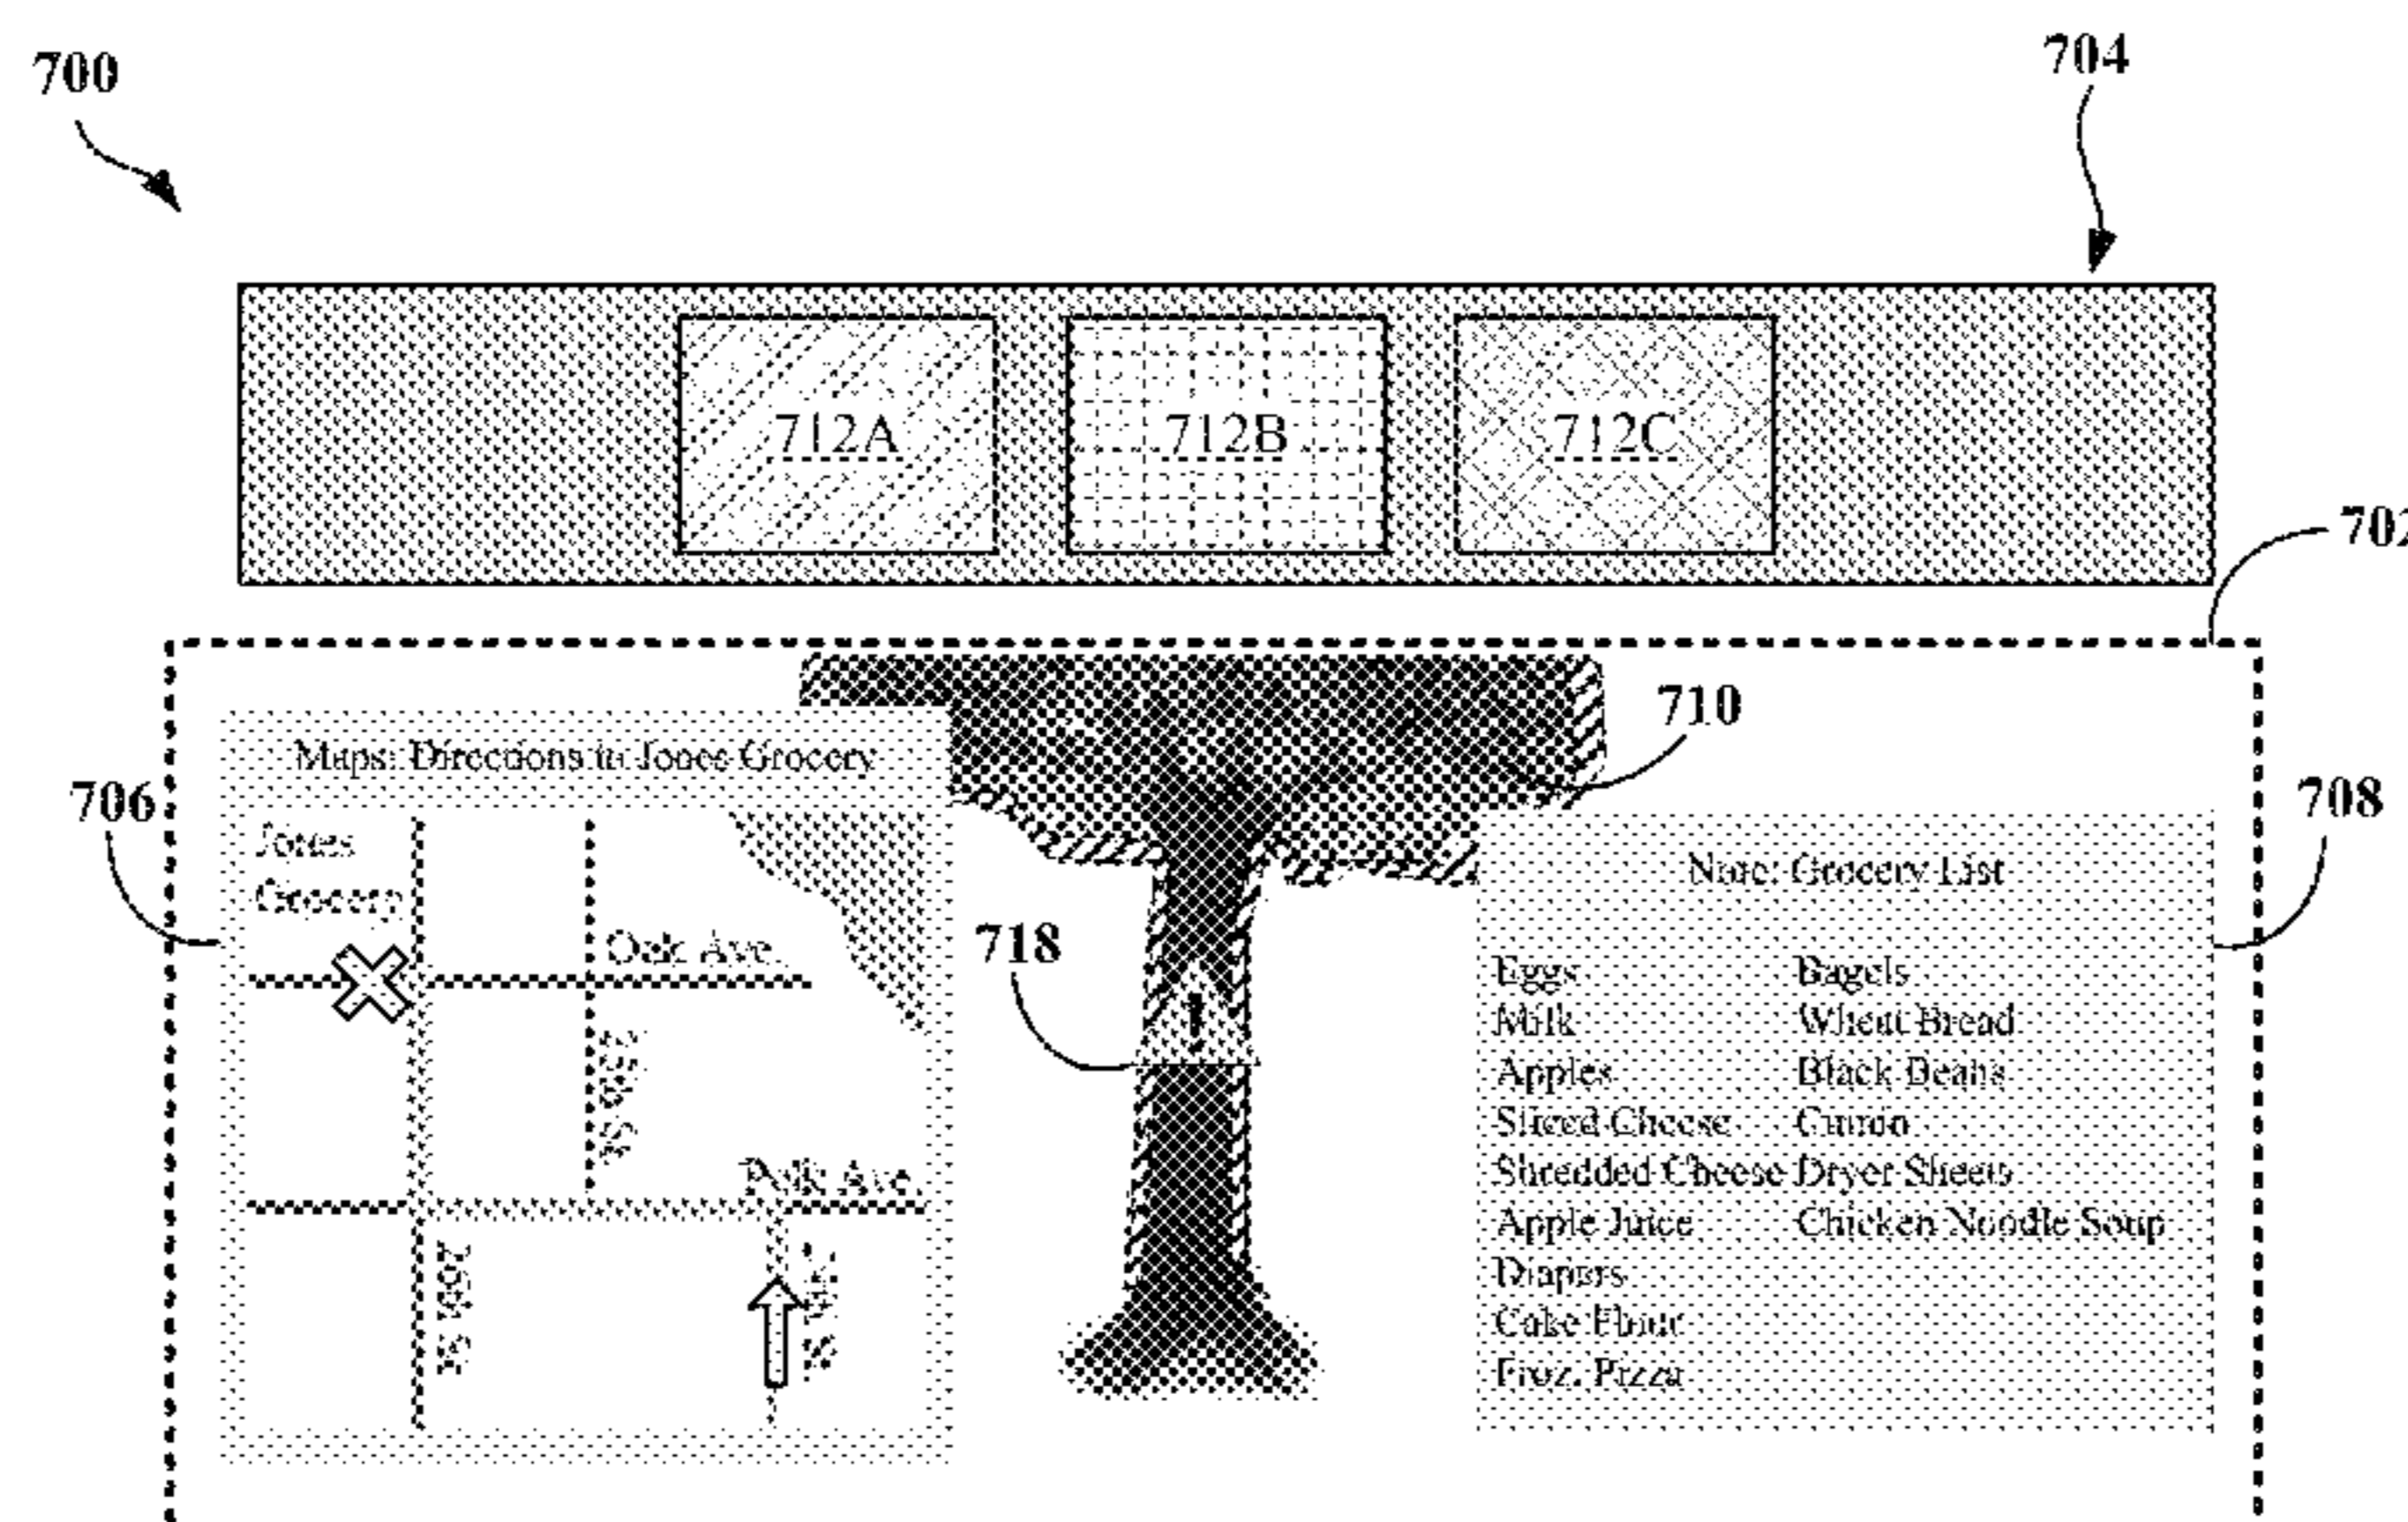 700
704
712A
712B
712C
702
710
Maps: Directions to Jones Grocery
706
708
Jones
Grocery
Note: Grocery List
718
Oak Ave.
Eggs
Bagels
Milk
Wheat Bread
Apples
Black Beans
Sliced Cheese
Cumin
Shredded Cheese
Dryer Sheets
Polk Ave.
Apple Juice
Chicken Noodle Soup
Diapers
Cake Flour
Froz. Pizza